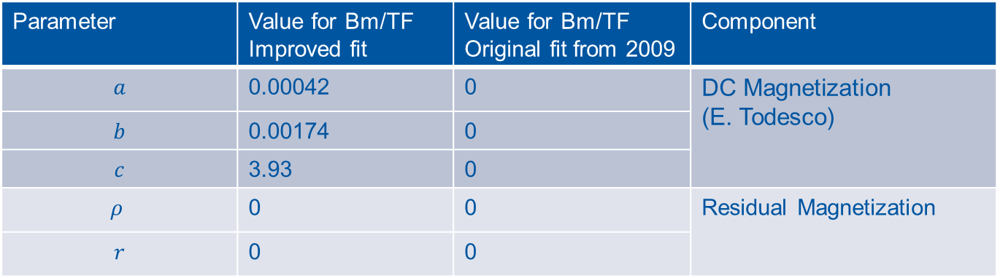 Parameter
Value for Bm/TF
Improved fit
Value for Bm/TF
Original fit from 2009
Component
a
0.00042
0
DC Magnetization
(E. Todesco)
b
0.00174
0
c
3.93
0
ρ
0
0
Residual Magnetization
r
0
0